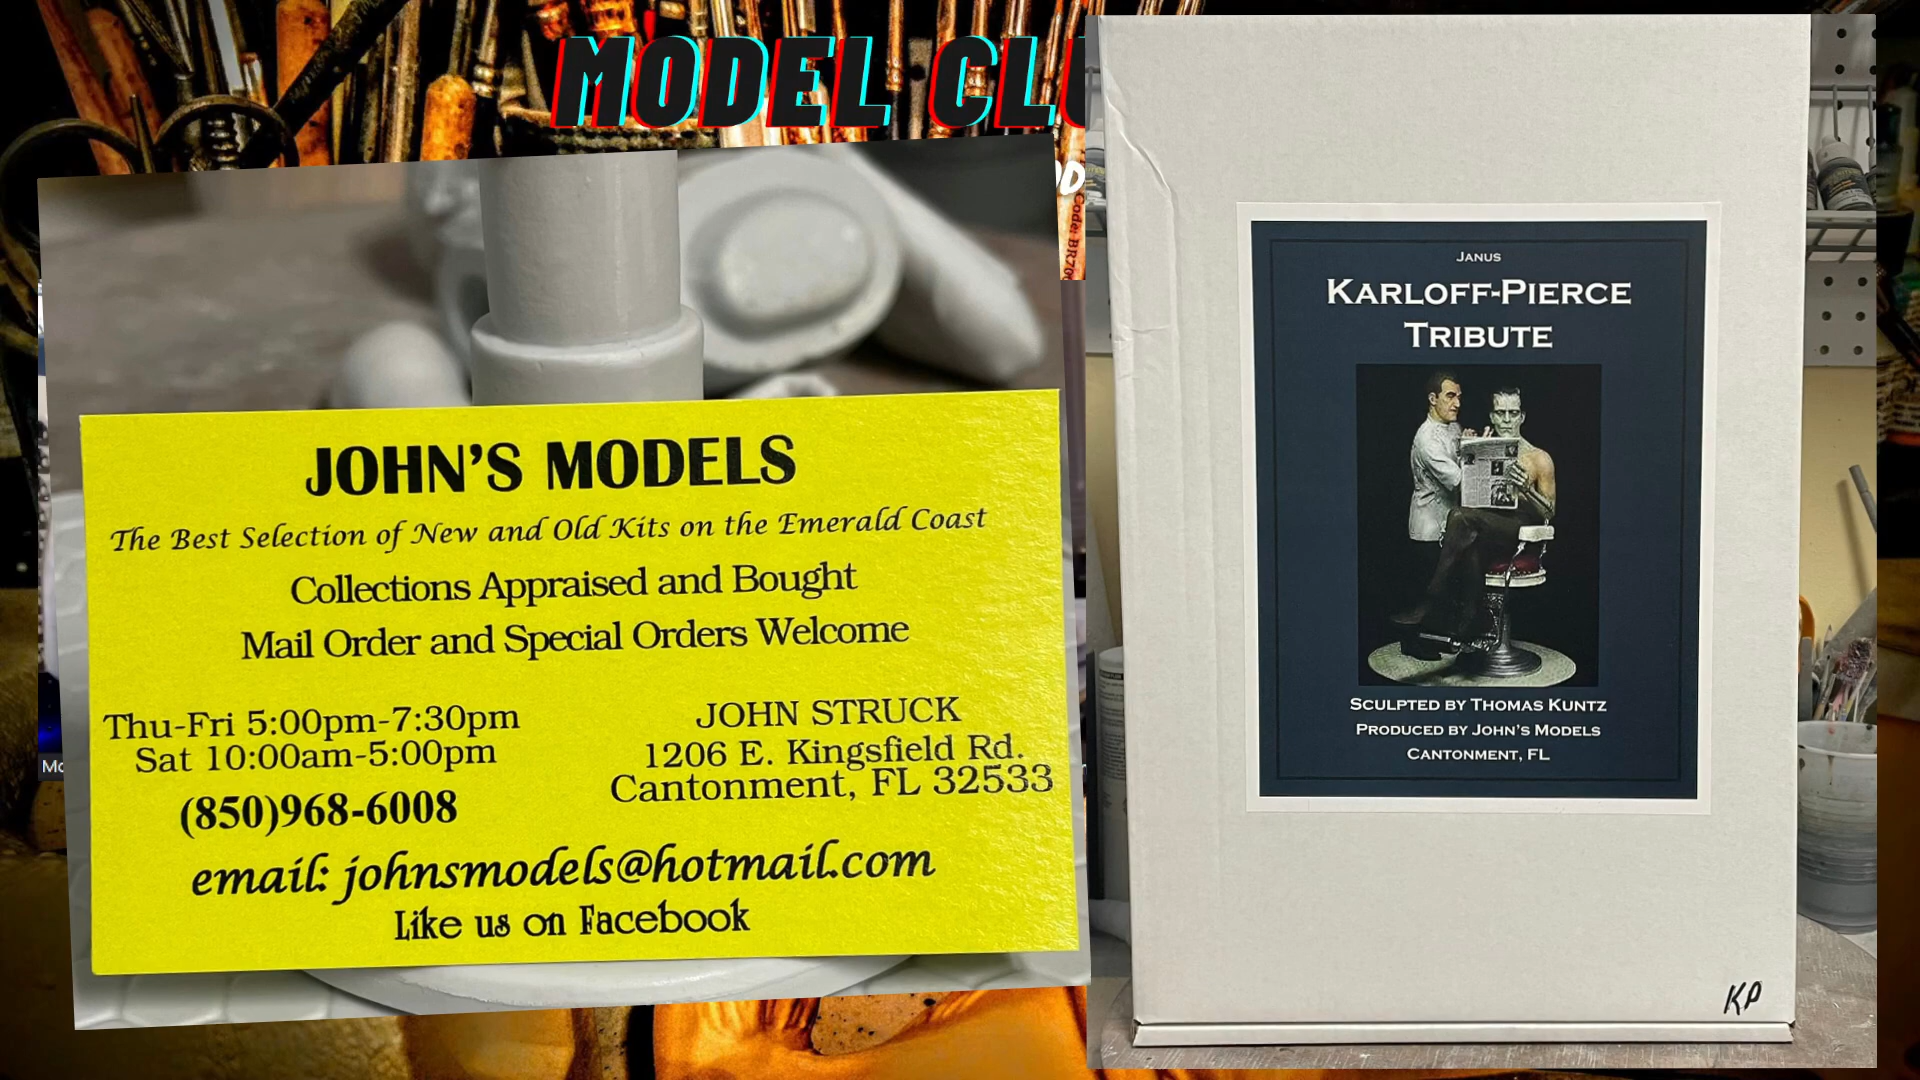 MODEL CLU
JOHN'S MODELS
The Best Selection of New and Old Kits on the Emerald Coast
Collections Appraised and Bought
Mail Order and Special Orders Welcome
Thu-Fri 5:00pm-7:30pm
Sat 10:00am-5:00pm
(850)968-6008
JOHN STRUCK
1206 E. Kingsfield Rd.
Cantonment, FL 32533
email: johnsmodels@hotmail.com
Like us on Facebook
Code: BR70
JANUS
KARLOFF-PIERCE
TRIBUTE
SCULPTED BY THOMAS KUNTZ
PRODUCED BY JOHN'S MODELS
CANTONMENT, FL
KP